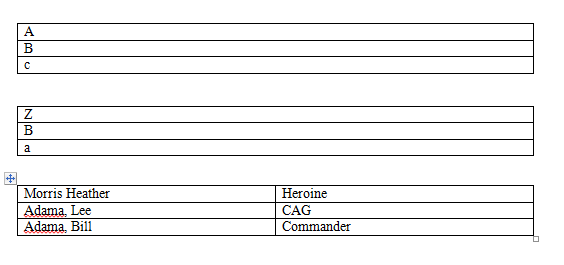 A
B
c
Z
B
a
Morris Heather Heroine
Adama, Lee CAG
Adama, Bill Commander